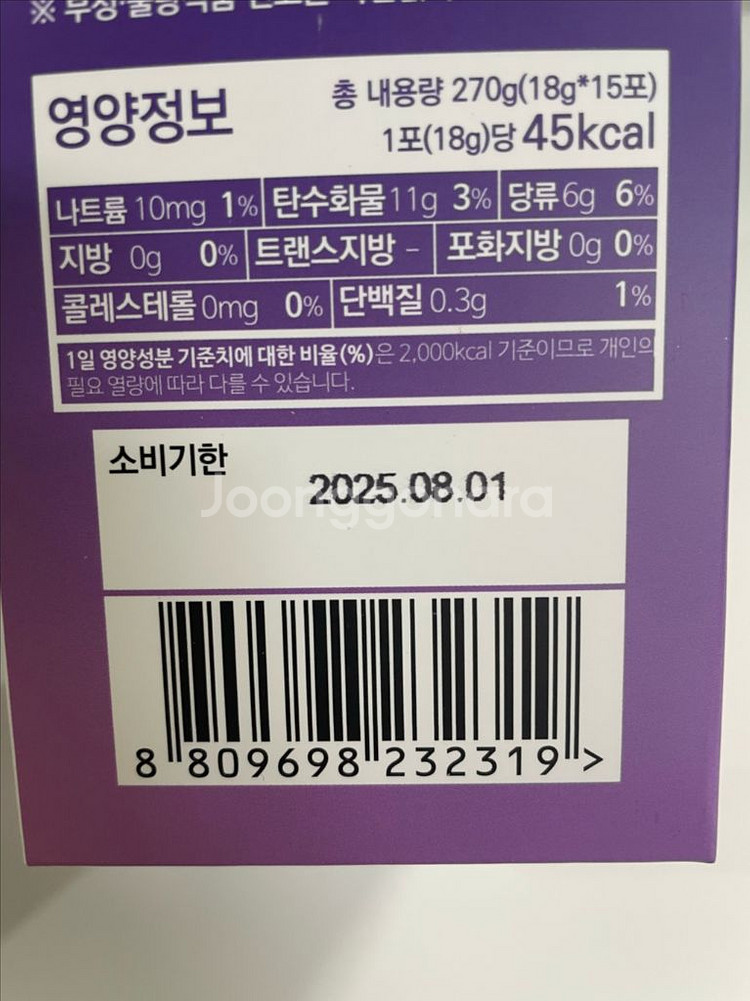 영양정보
총 내용량 270g(18g*15포)
1포(18g)당 45kcal
나트륨 10mg 1% 탄수화물 11g 3% 당류 6g 6%
지방 0g 0% 트랜스지방 - 포화지방 0g 0%
콜레스테롤 0mg 0% 단백질 0.3g 1%
1일 영양성분 기준치에 대한 비율(%)은 2,000kcal 기준이므로 개인의
필요 열량에 따라 다를 수 있습니다.
소비기한
2025.08.01
Joonggonara
8 809698 232319 >